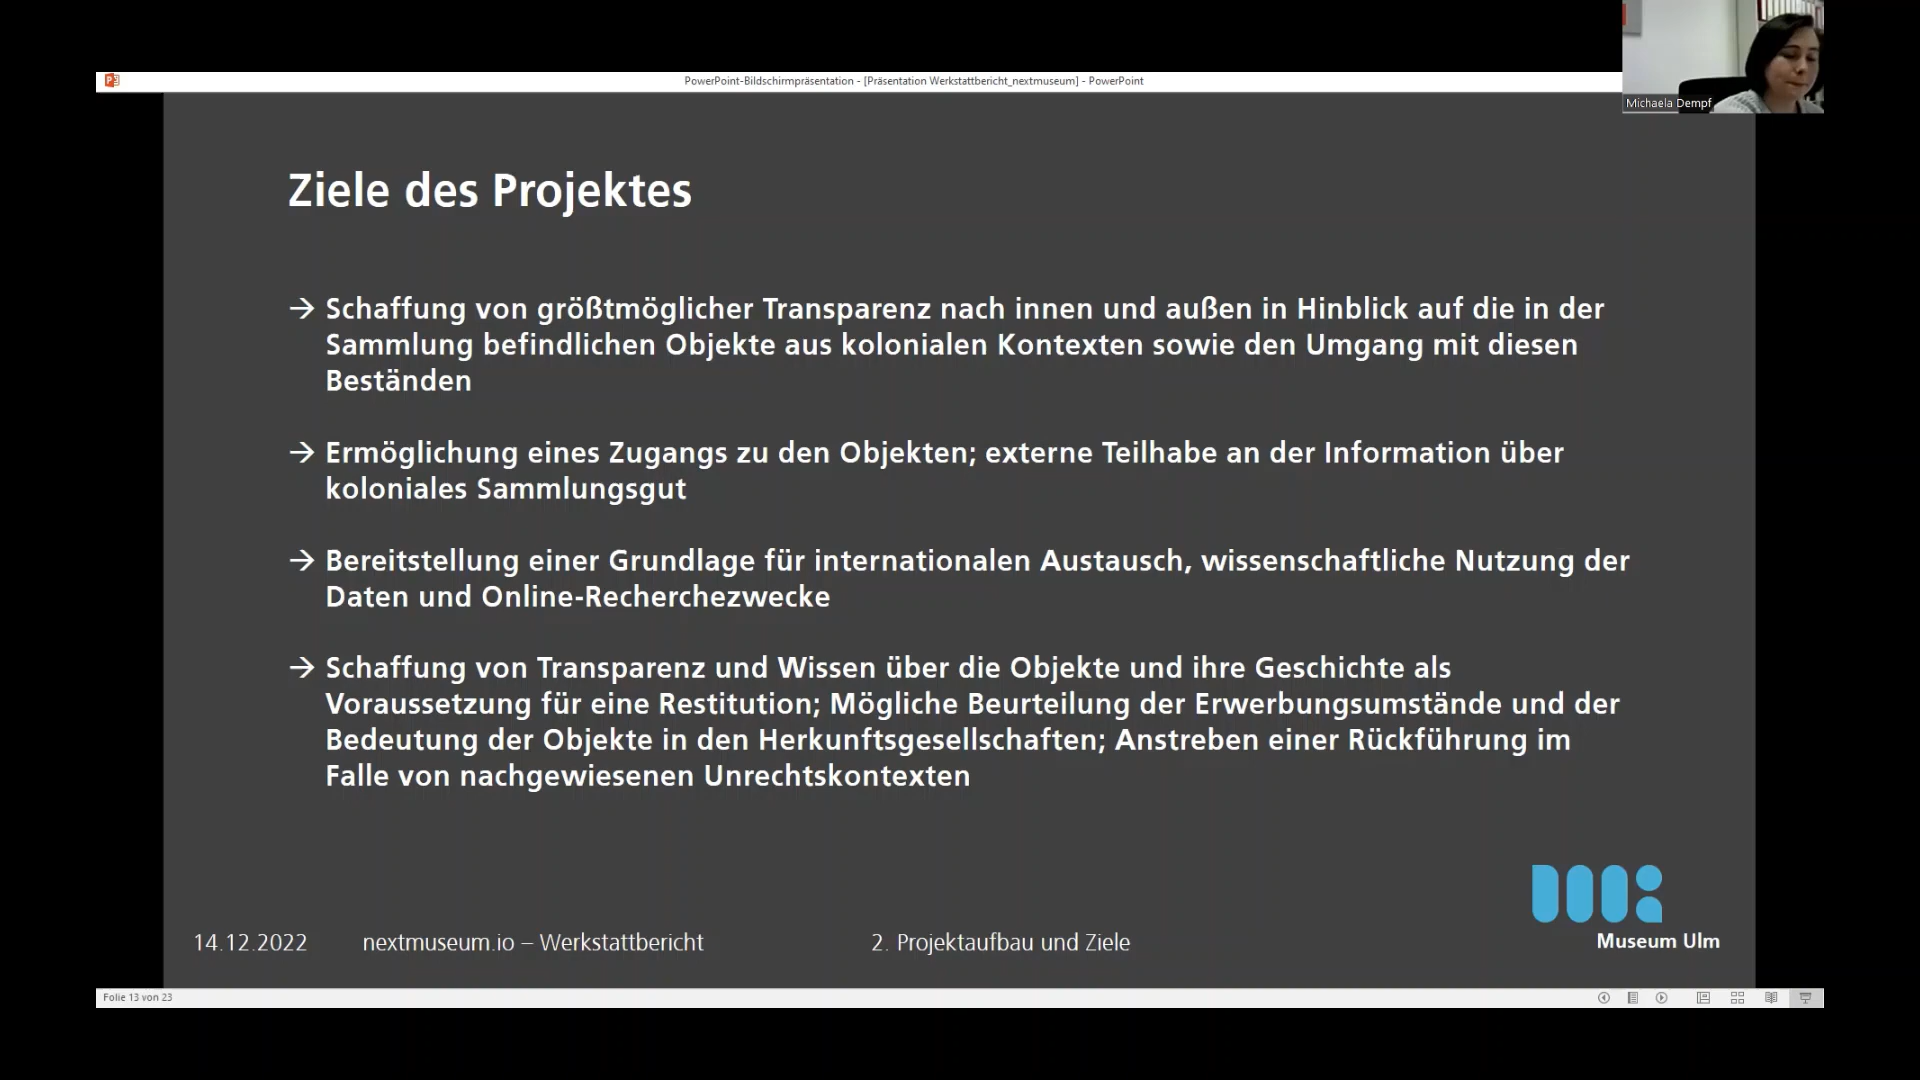 PowerPoint-Bildschirmpräsentation - [Präsentation Werkstattbericht_nextmuseum] - PowerPoint
Michaela Dempf
Ziele des Projektes
→ Schaffung von größtmöglicher Transparenz nach innen und außen in Hinblick auf die in der
Sammlung befindlichen Objekte aus kolonialen Kontexten sowie den Umgang mit diesen
Beständen
→ Ermöglichung eines Zugangs zu den Objekten; externe Teilhabe an der Information über
koloniales Sammlungsgut
→ Bereitstellung einer Grundlage für internationalen Austausch, wissenschaftliche Nutzung der
Daten und Online-Recherchezwecke
→ Schaffung von Transparenz und Wissen über die Objekte und ihre Geschichte als
Voraussetzung für eine Restitution; Mögliche Beurteilung der Erwerbungsumstände und der
Bedeutung der Objekte in den Herkunftsgesellschaften; Anstreben einer Rückführung im
Falle von nachgewiesenen Unrechtskontexten
14.12.2022 nextmuseum.io – Werkstattbericht 2. Projektaufbau und Ziele
Museum Ulm
Folie 13 von 23